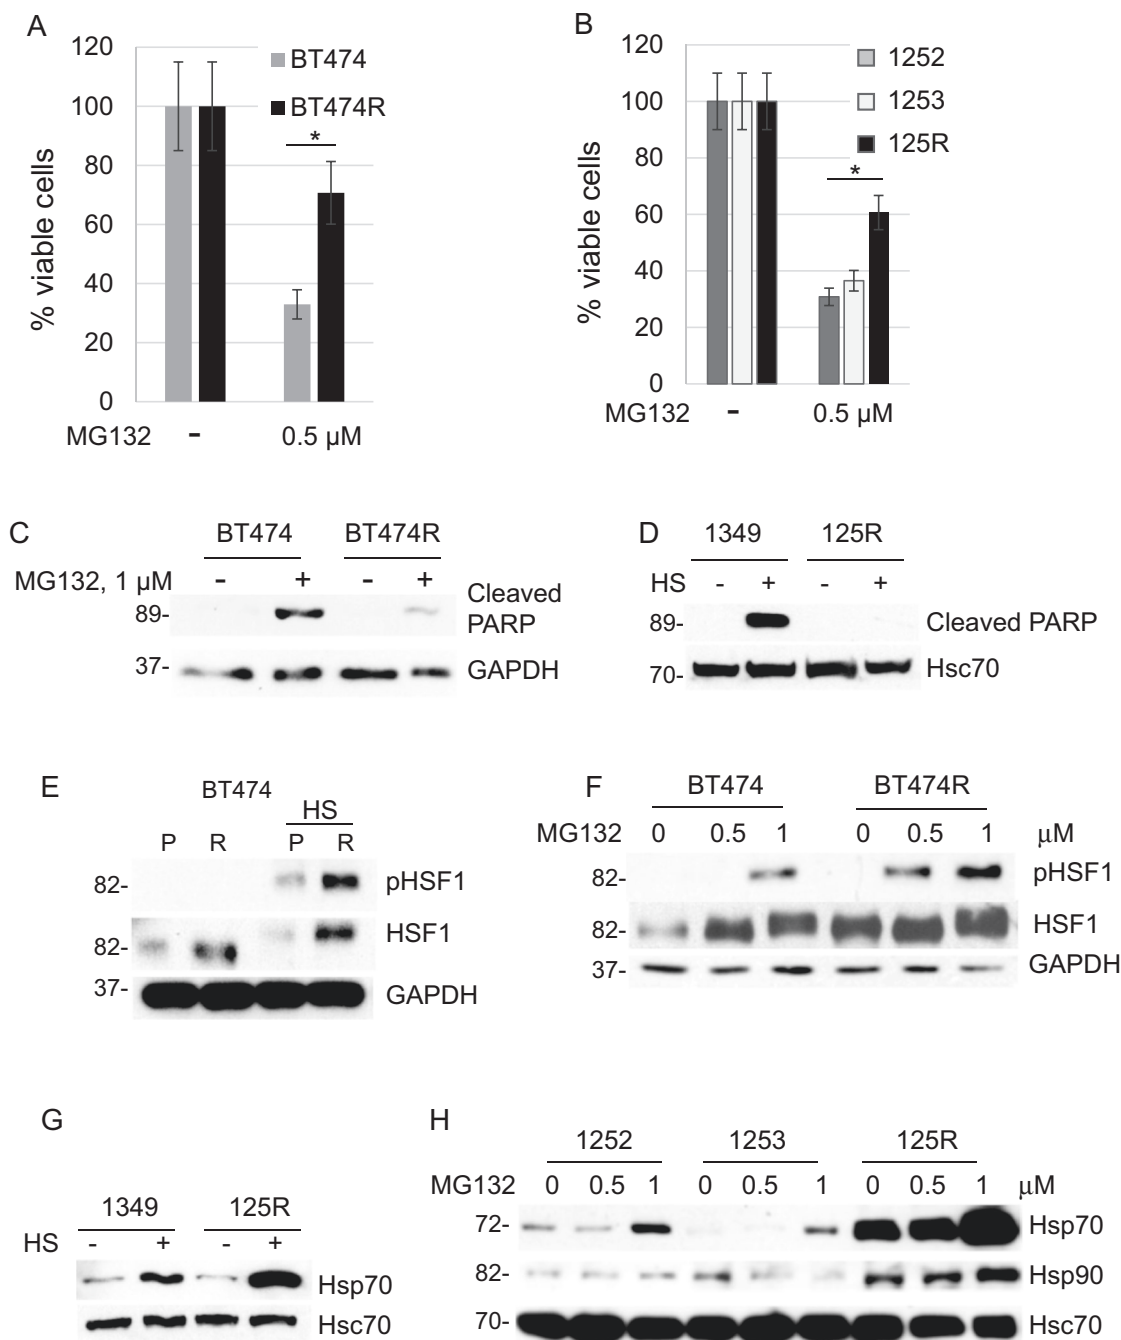 A
120
100
80
60
40
20
0
% viable cells
BT474
BT474R
*
MG132 - 0.5 µM
B
120
100
80
60
40
20
0
% viable cells
1252
1253
125R
*
MG132 - 0.5 µM
C
BT474 BT474R
MG132, 1 µM - + - +
89- Cleaved
PARP
37- GAPDH
D
1349 125R
HS - + - +
89- Cleaved PARP
70- Hsc70
E
BT474
HS
P R P R
82- pHSF1
82- HSF1
37- GAPDH
F
BT474 BT474R
MG132 0 0.5 1 0 0.5 1 µM
82- pHSF1
82- HSF1
37- GAPDH
G
1349 125R
HS - + - +
Hsp70
Hsc70
H
1252 1253 125R
MG132 0 0.5 1 0 0.5 1 0 0.5 1 µM
72- Hsp70
82- Hsp90
70- Hsc70